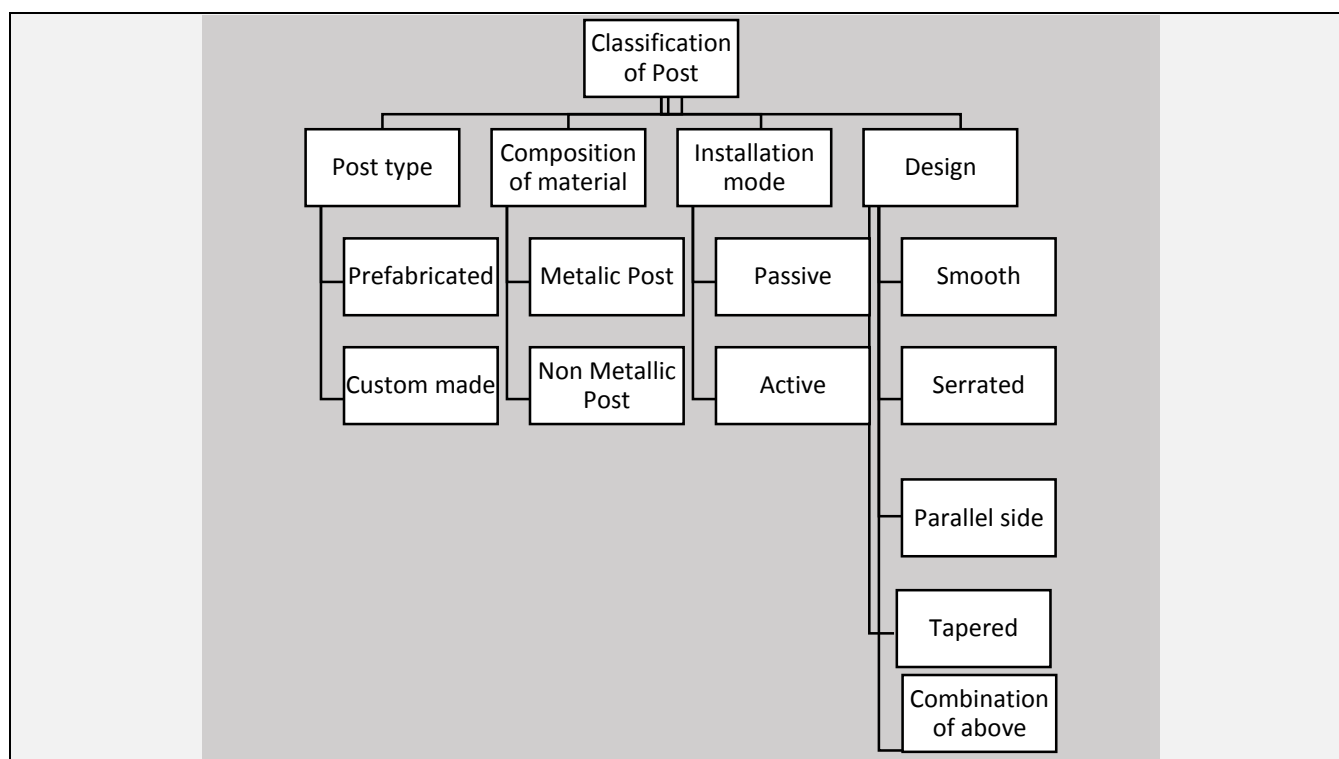 Classification
of Post
Post type
Composition
of material
Installation
mode
Design
Prefabricated
Metalic Post
Passive
Smooth
Custom made
Non Metallic
Post
Active
Serrated
Parallel side
Tapered
Combination
of above